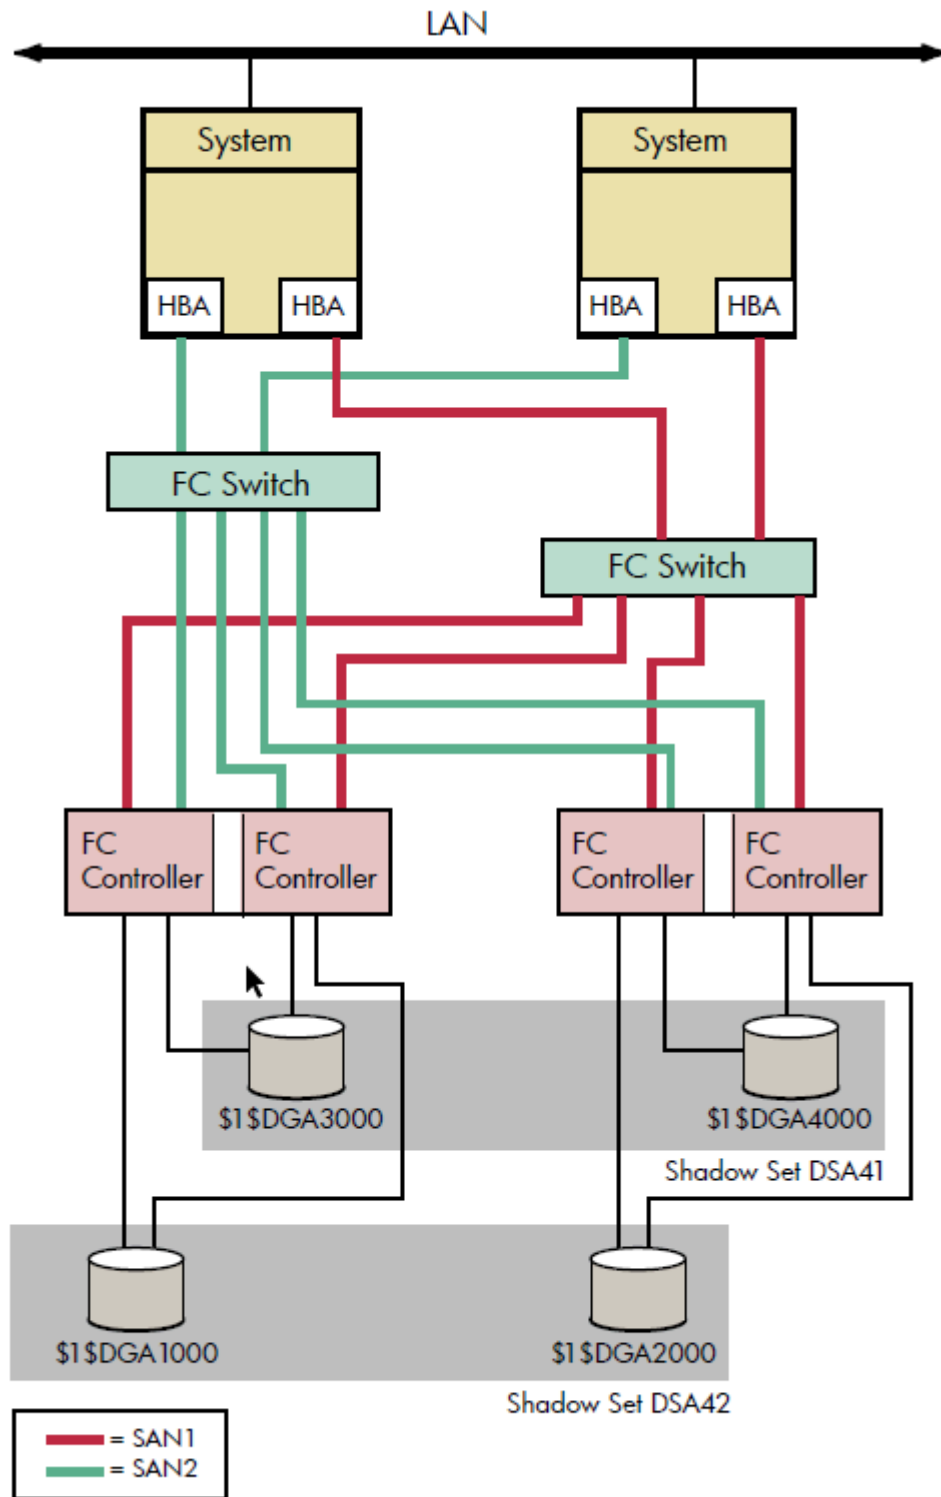 LAN
System
System
HBA
HBA
HBA
HBA
FC Switch
FC Switch
FC
Controller
FC
Controller
FC
Controller
FC
Controller
$1$DGA3000
$1$DGA4000
Shadow Set DSA41
$1$DGA1000
$1$DGA2000
Shadow Set DSA42
= SAN1
= SAN2